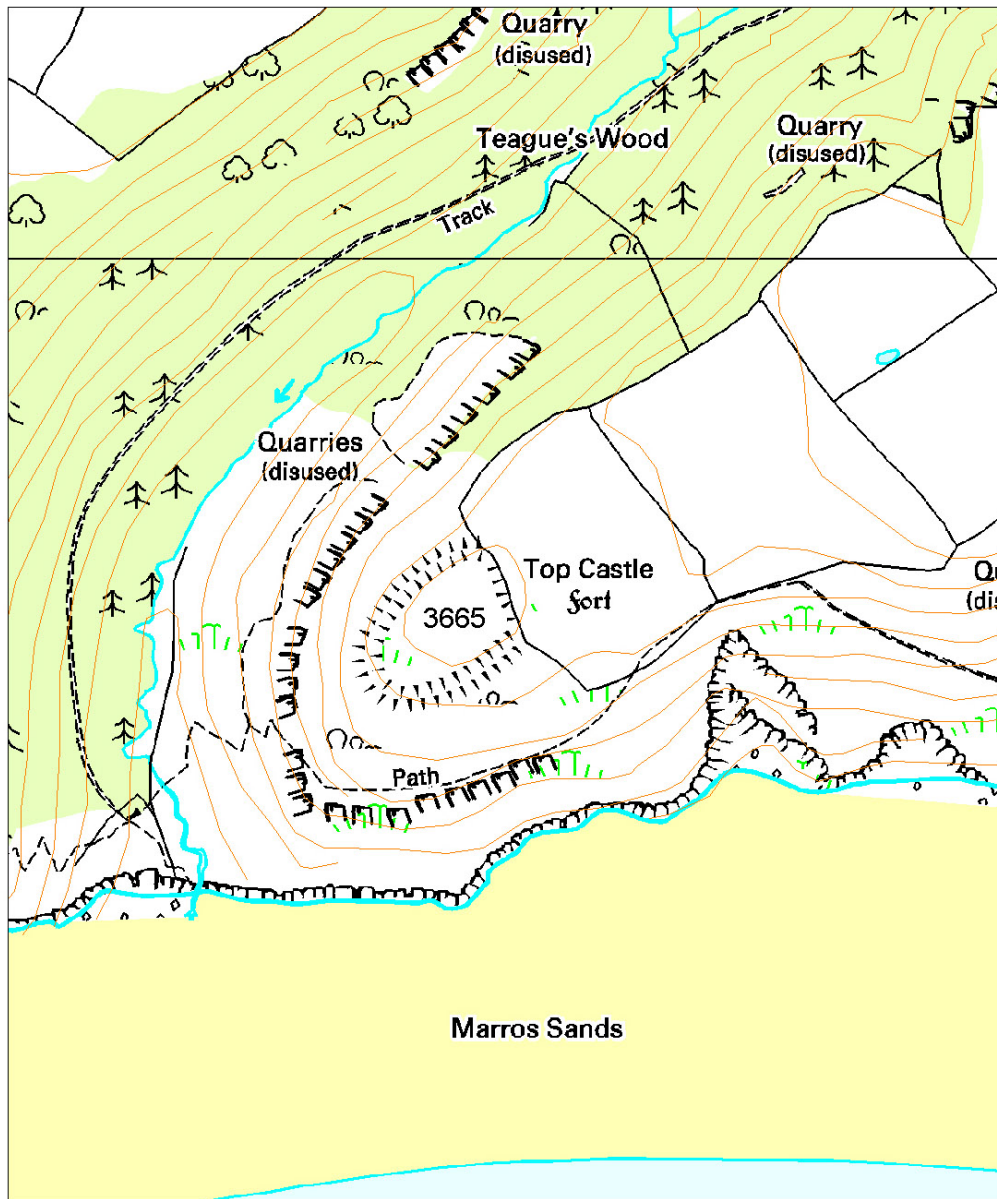 Quarry
(disused)
Teague's Wood
Quarry
(disused)
Track
Quarries
(disused)
Top Castle
Fort
3665
Path
Marros Sands